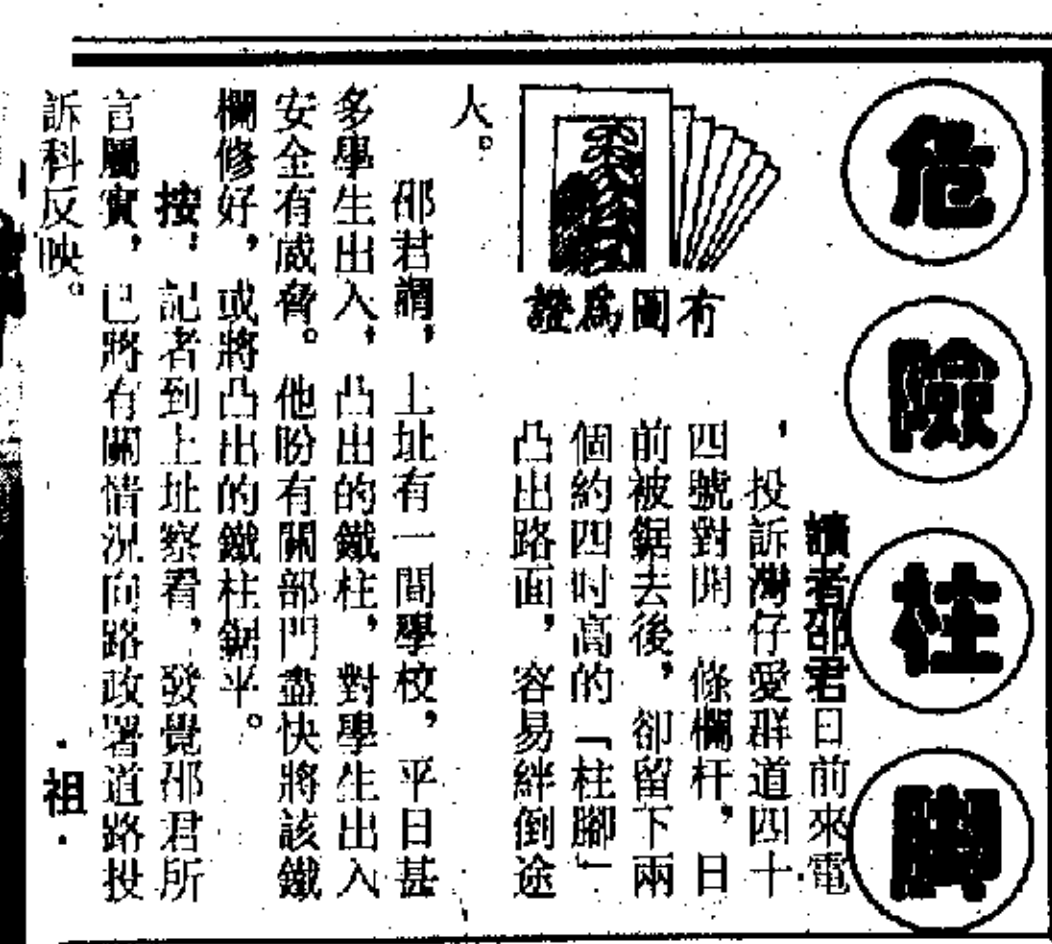 危險柱脚
讀者邵君日前來電
，投訴灣仔愛群道四十
四號對開一條欄杆，日
前被鋸去後，卻留下兩
個約四吋高的「柱腳」
凸出路面，容易絆倒途
人。
有圖為證
邵君謂，上址有一間學校，平日甚
多學生出入，凸出的鐵柱，對學生出入
安全有威脅。他盼有關部門盡快將該鐵
欄修好，或將凸出的鐵柱鋸平。
按：記者到上址察看，發覺邵君所
言屬實，已將有關情況向路政署道路投
訴科反映。
·祖·